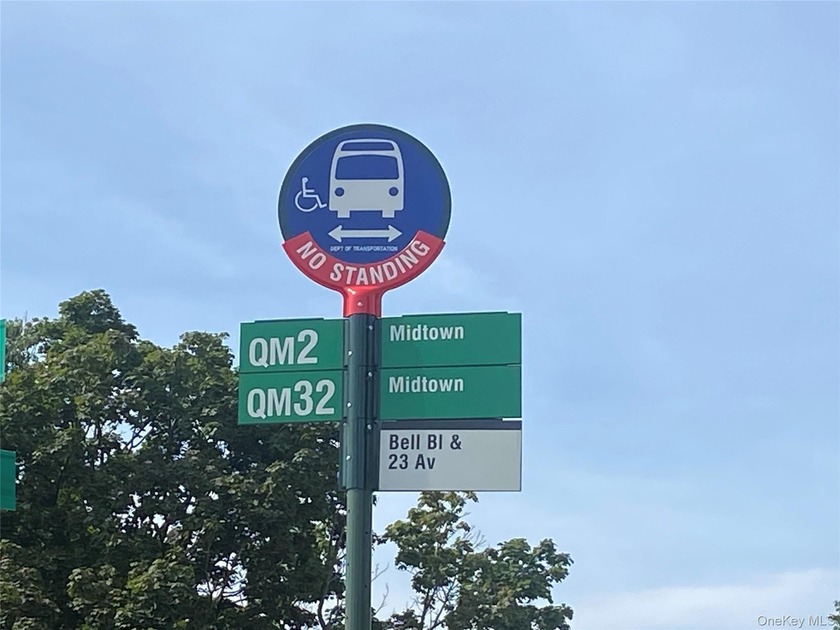 DEPT OF TRANSPORTATION
NO STANDING
QM2 Midtown
QM32 Midtown
Bell Bl &
23 Av
OneKey MLS